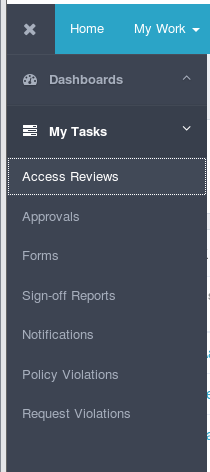 Home My Work
Dashboards
My Tasks
Access Reviews
Approvals
Forms
Sign-off Reports
Notifications
Policy Violations
Request Violations